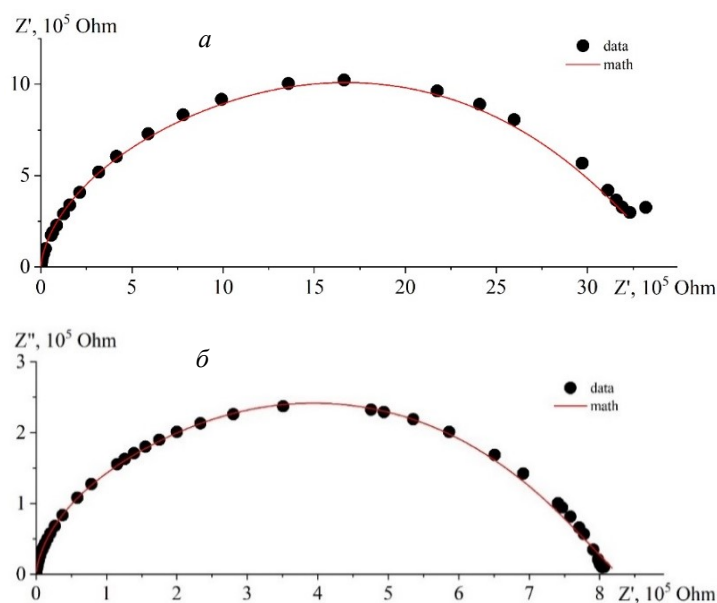 Z', 10⁵ Ohm
а
data
math
10
5
0
0 5 10 15 20 25 30 Z', 10⁵ Ohm
Z'', 10⁵ Ohm
б
3
data
math
2
1
0
0 1 2 3 4 5 6 7 8 Z', 10⁵ Ohm